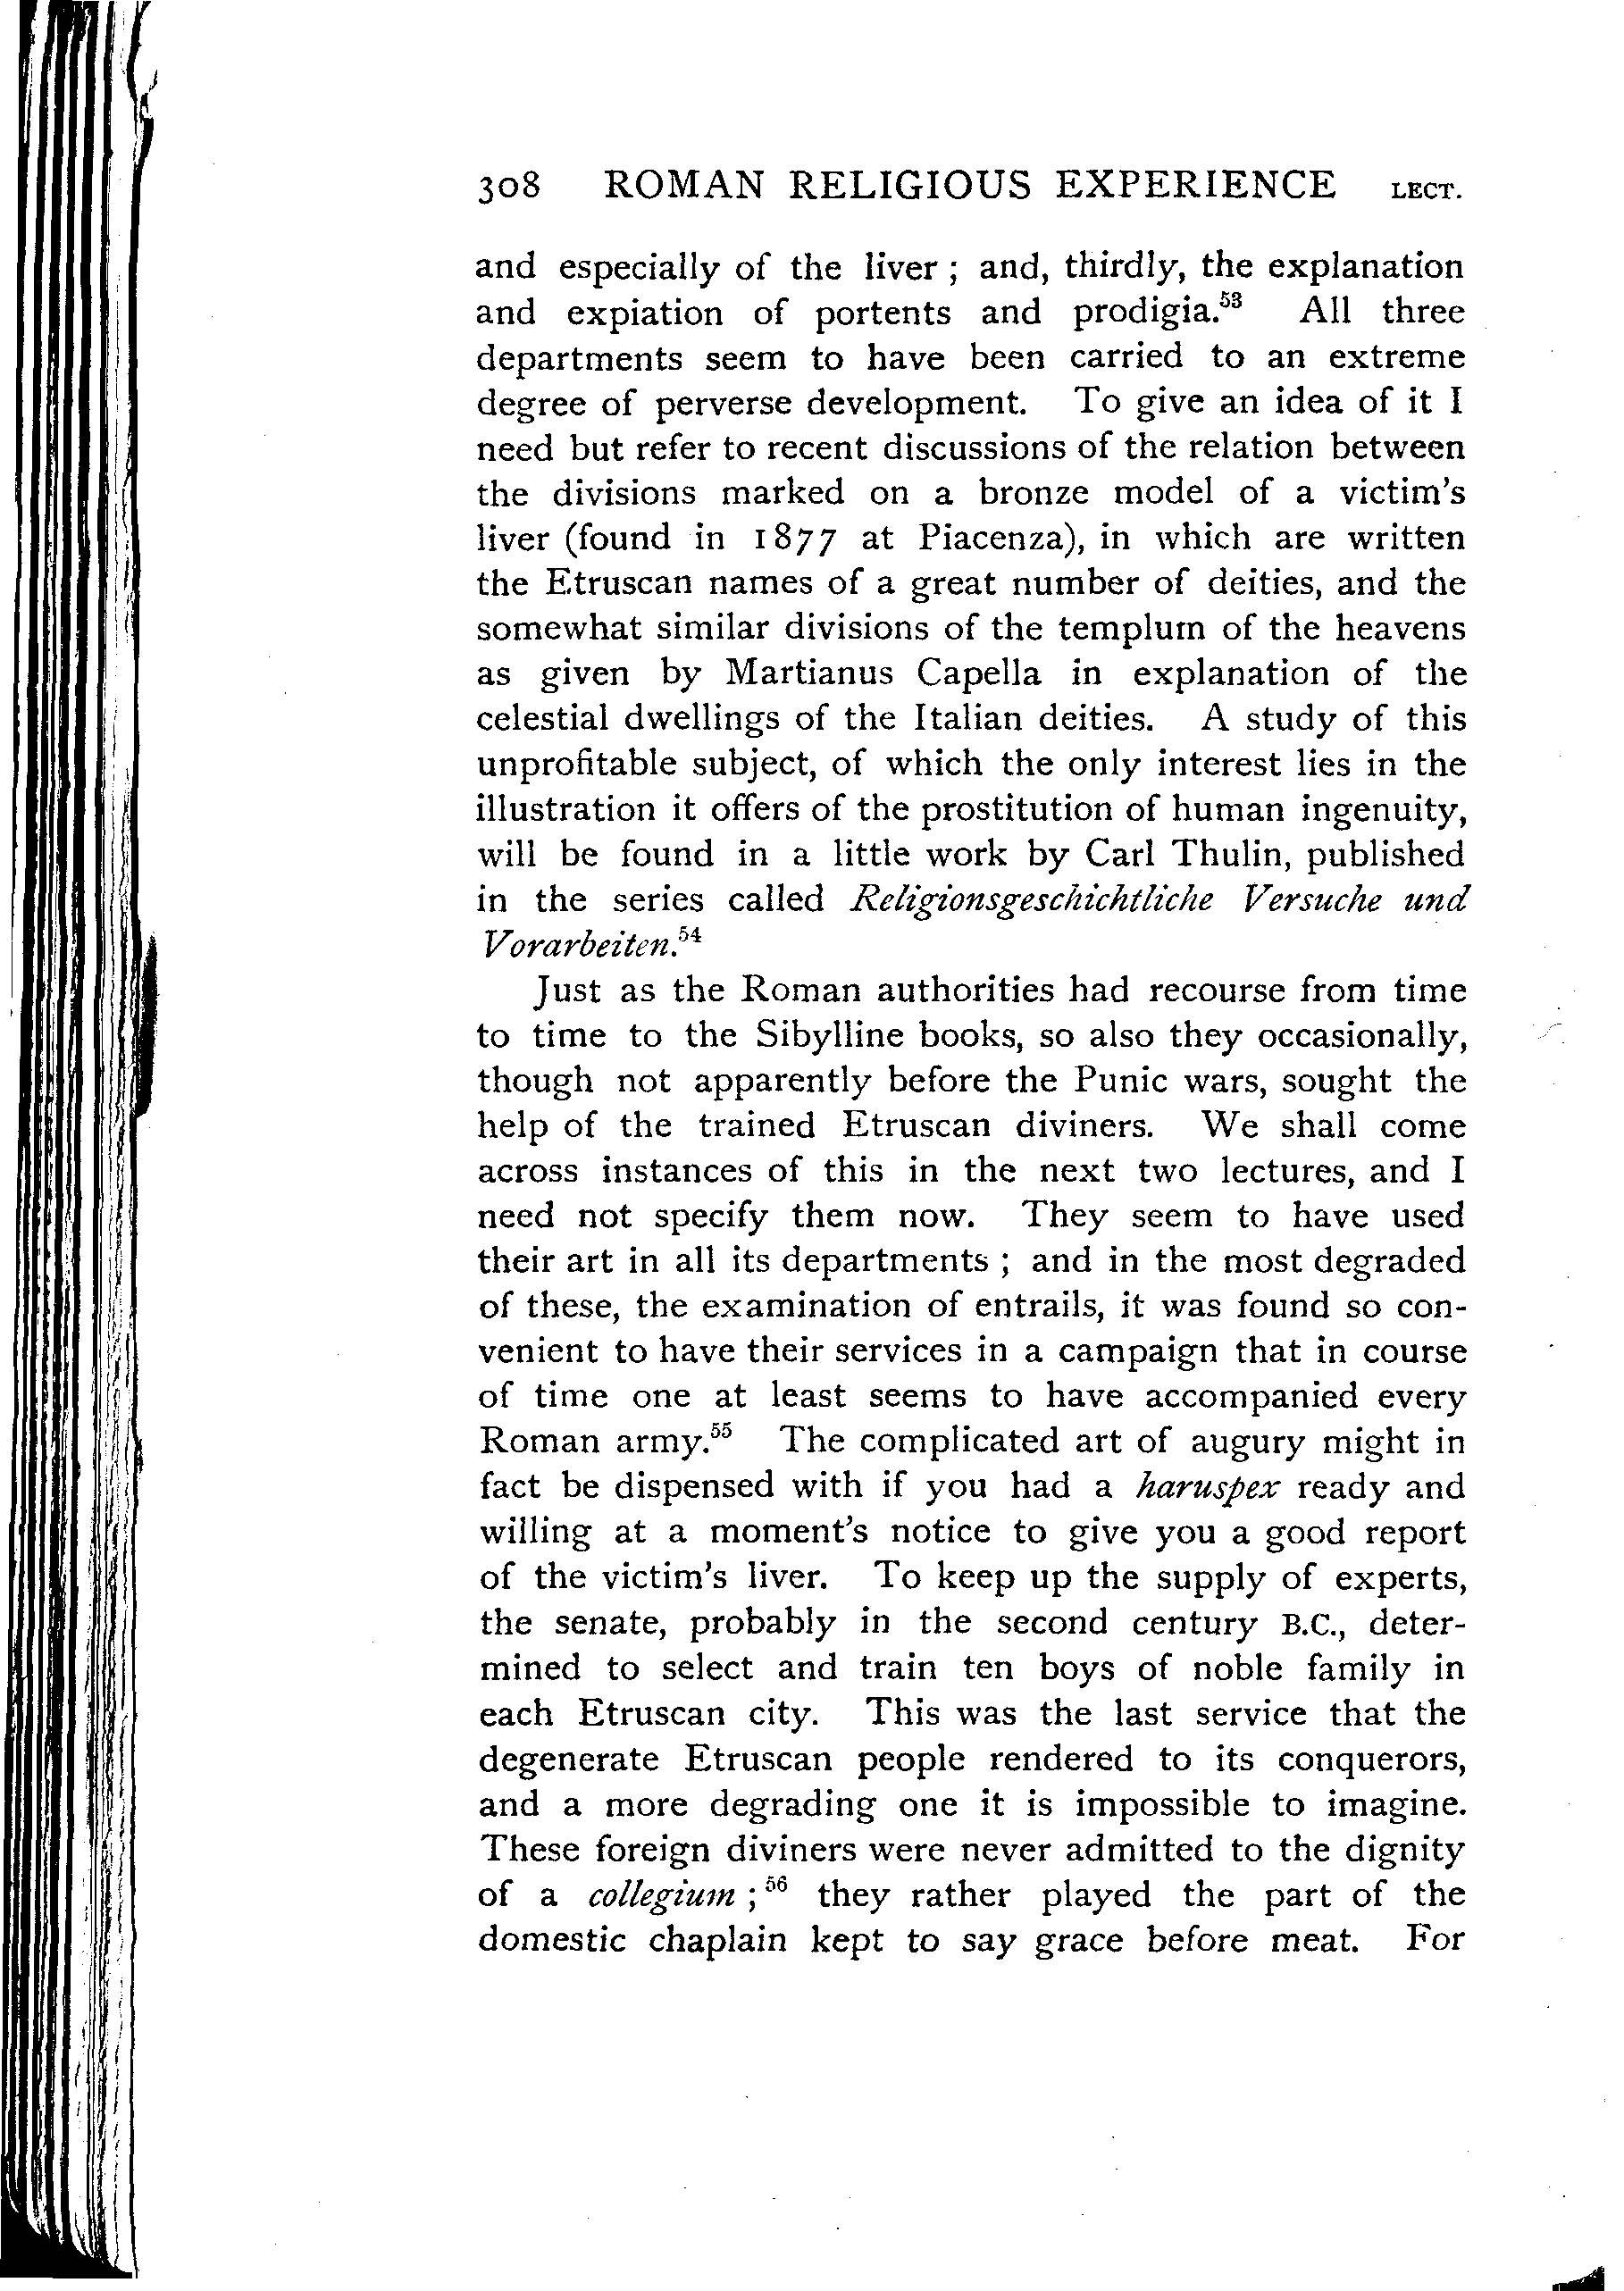 308 ROMAN RELIGIOUS EXPERIENCE LECT.
and especially of the liver ; and, thirdly, the explanation
and expiation of portents and prodigia.⁵³ All three
departments seem to have been carried to an extreme
degree of perverse development. To give an idea of it I
need but refer to recent discussions of the relation between
the divisions marked on a bronze model of a victim's
liver (found in 1877 at Piacenza), in which are written
the Etruscan names of a great number of deities, and the
somewhat similar divisions of the templum of the heavens
as given by Martianus Capella in explanation of the
celestial dwellings of the Italian deities. A study of this
unprofitable subject, of which the only interest lies in the
illustration it offers of the prostitution of human ingenuity,
will be found in a little work by Carl Thulin, published
in the series called Religionsgeschichtliche Versuche und
Vorarbeiten.⁵⁴
Just as the Roman authorities had recourse from time
to time to the Sibylline books, so also they occasionally,
though not apparently before the Punic wars, sought the
help of the trained Etruscan diviners. We shall come
across instances of this in the next two lectures, and I
need not specify them now. They seem to have used
their art in all its departments ; and in the most degraded
of these, the examination of entrails, it was found so con-
venient to have their services in a campaign that in course
of time one at least seems to have accompanied every
Roman army.⁵⁵ The complicated art of augury might in
fact be dispensed with if you had a haruspex ready and
willing at a moment's notice to give you a good report
of the victim's liver. To keep up the supply of experts,
the senate, probably in the second century B.C., deter-
mined to select and train ten boys of noble family in
each Etruscan city. This was the last service that the
degenerate Etruscan people rendered to its conquerors,
and a more degrading one it is impossible to imagine.
These foreign diviners were never admitted to the dignity
of a collegium ;⁵⁶ they rather played the part of the
domestic chaplain kept to say grace before meat. For